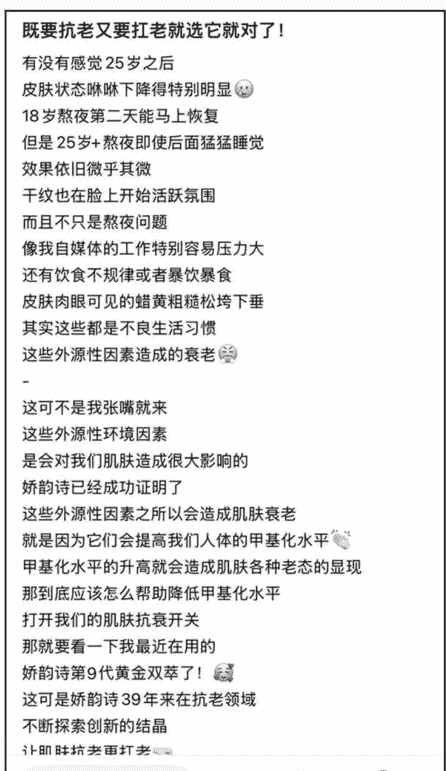 既要抗老又要扛老就选它就对了！
有没有感觉25岁之后
皮肤状态咻咻下降得特别明显🥲
18岁熬夜第二天能马上恢复
但是25岁+熬夜即使后面猛猛睡觉
效果依旧微乎其微
干纹也在脸上开始活跃氛围
而且不只是熬夜问题
像我自媒体的工作特别容易压力大
还有饮食不规律或者暴饮暴食
皮肤肉眼可见的蜡黄粗糙松垮下垂
其实这些都是不良生活习惯
这些外源性因素造成的衰老😤
-
这可不是我张嘴就来
这些外源性环境因素
是会对我们肌肤造成很大影响的
娇韵诗已经成功证明了
这些外源性因素之所以会造成肌肤衰老
就是因为它们会提高我们人体的甲基化水平👏
甲基化水平的升高就会造成肌肤各种老态的显现
那到底应该怎么帮助降低甲基化水平
打开我们的肌肤抗衰开关
那就要看一下我最近在用的
娇韵诗第9代黄金双萃了！🥰
这可是娇韵诗39年来在抗老领域
不断探索创新的结晶
让肌肤抗老更扛老